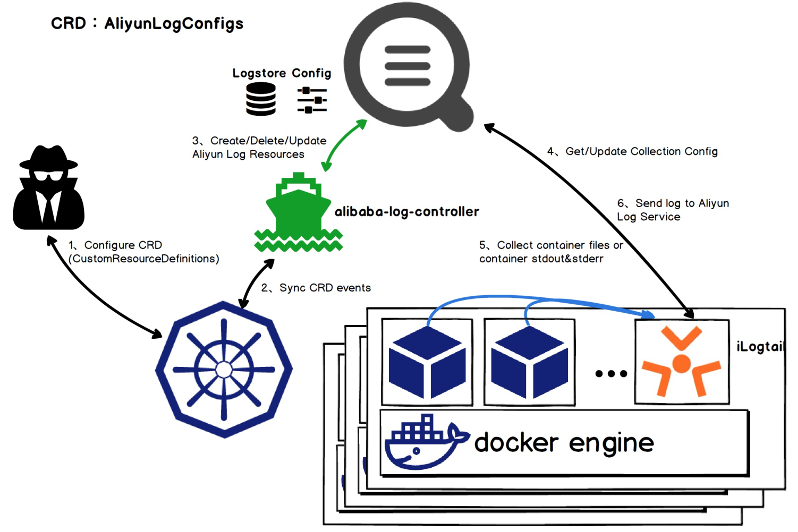 CRD：AliyunLogConfigs
Logstore Config
3、Create/Delete/Update
Aliyun Log Resources
4、Get/Update Collection Config
6、Send log to Aliyun
Log Service
alibaba-log-controller
1、Configure CRD
(CustomResourceDefinitions)
5、Collect container files or
container stdout&stderr
2、Sync CRD events
iLogtail
docker engine